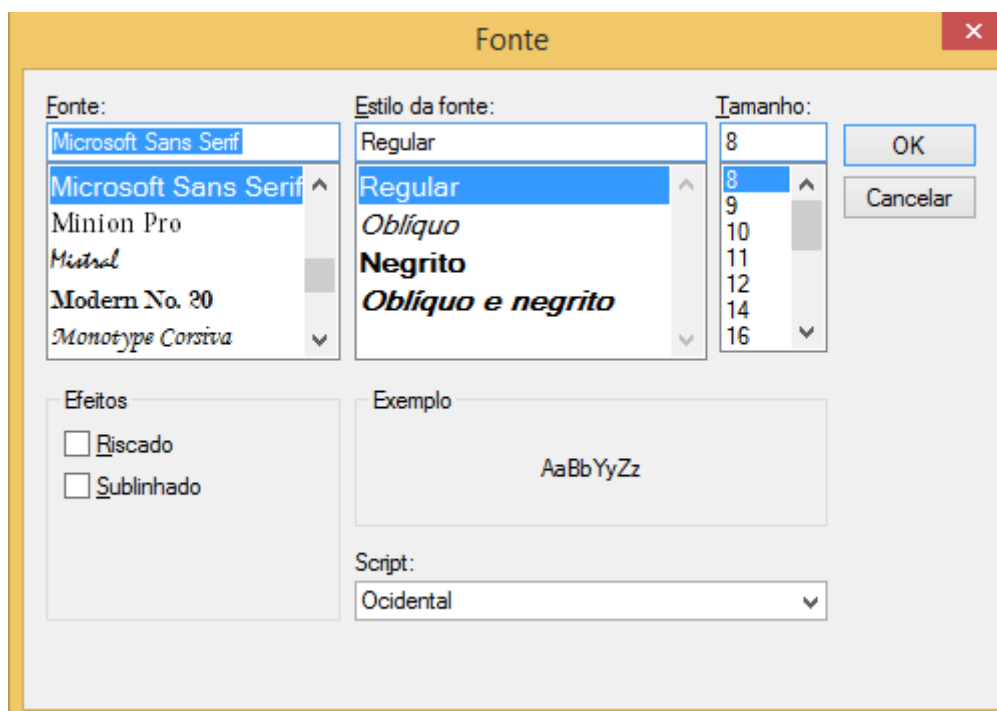 Fonte
Fonte:
Microsoft Sans Serif
Microsoft Sans Serif
Minion Pro
Mistral
Modern No. 20
Monotype Corsiva
Estilo da fonte:
Regular
Regular
Oblíquo
Negrito
Oblíquo e negrito
Tamanho:
8
8
9
10
11
12
14
16
OK
Cancelar
Efeitos
Riscado
Sublinhado
Exemplo
AaBbYyZz
Script:
Ocidental